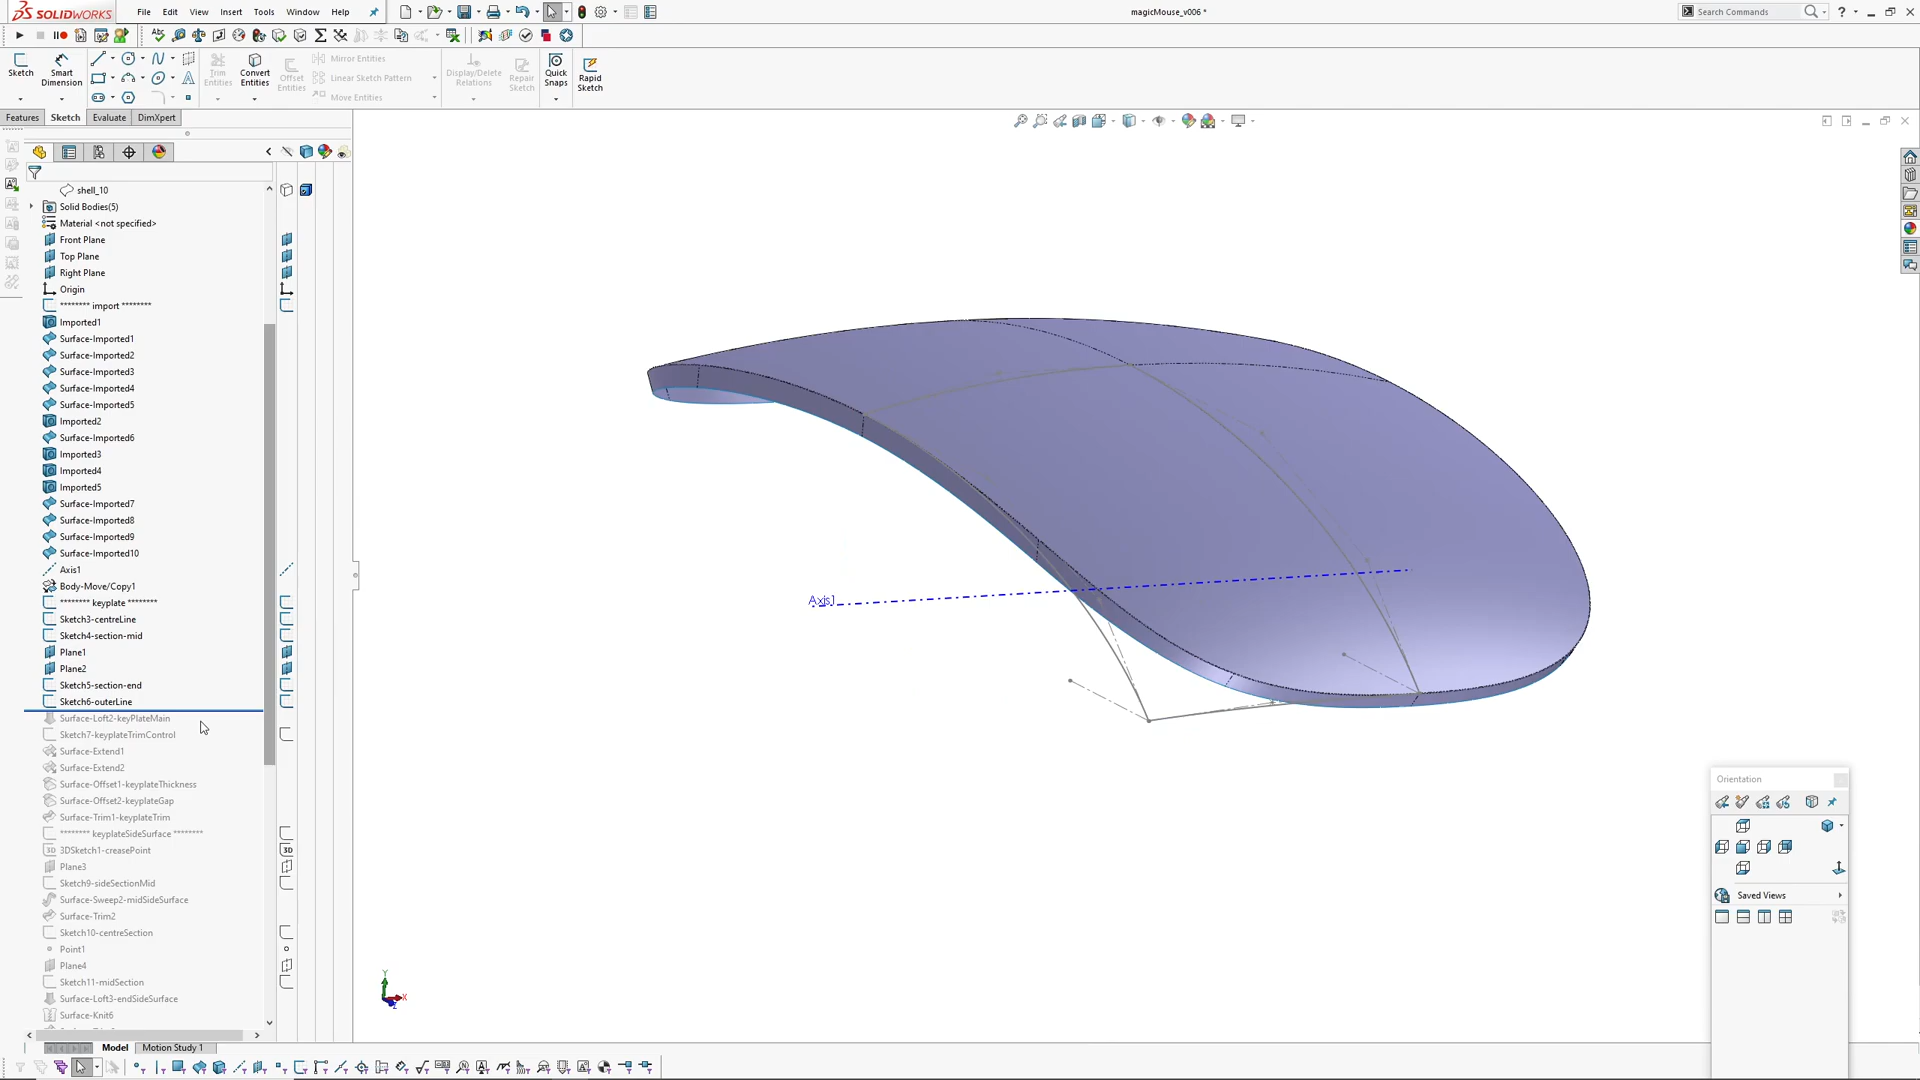 SOLIDWORKS
File Edit View Insert Tools Window Help
magicMouse_v006 *
Search Commands
Sketch
Smart Dimension
Trim Entities
Convert Entities
Offset Entities
Mirror Entities
Linear Sketch Pattern
Move Entities
Display/Delete Relations
Repair Sketch
Quick Snaps
Rapid Sketch
Features Sketch Evaluate DimXpert
shell_10
Solid Bodies(5)
Material <not specified>
Front Plane
Top Plane
Right Plane
Origin
******** import ********
Imported1
Surface-Imported1
Surface-Imported2
Surface-Imported3
Surface-Imported4
Surface-Imported5
Imported2
Surface-Imported6
Imported3
Imported4
Imported5
Surface-Imported7
Surface-Imported8
Surface-Imported9
Surface-Imported10
Axis1
Body-Move/Copy1
******** keyplate ********
Sketch3-centreLine
Sketch4-section-mid
Plane1
Plane2
Sketch5-section-end
Sketch6-outerLine
Surface-Loft2-keyPlateMain
Sketch7-keyplateTrimControl
Surface-Extend1
Surface-Extend2
Surface-Offset1-keyplateThickness
Surface-Offset2-keyplateGap
Surface-Trim1-keyplateTrim
******** keyplateSideSurface ********
3D 3DSketch1-creasePoint 3D
Plane3
Sketch9-sideSectionMid
Surface-Sweep2-midSideSurface
Surface-Trim2
Sketch10-centreSection
Point1
Plane4
Sketch11-midSection
Surface-Loft3-endSideSurface
Surface-Knit6
Axis1
Y
X
Z
Orientation
Saved Views
Model Motion Study 1